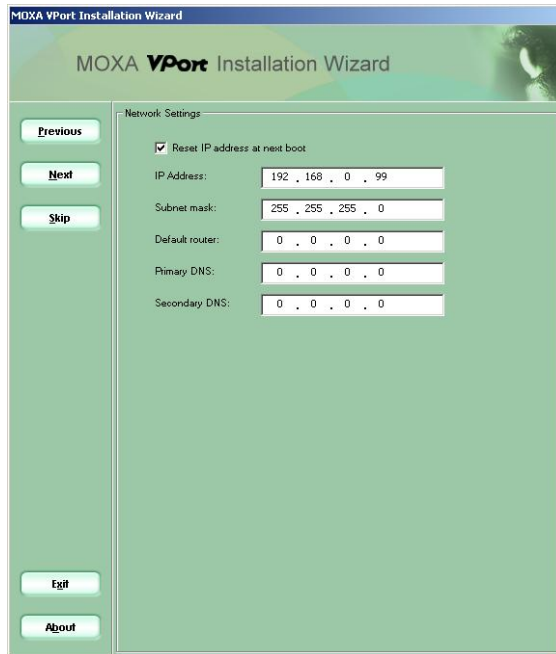 MOXA VPort Installation Wizard
MOXA VPort Installation Wizard
Previous
Next
Skip
Network Settings
Reset IP address at next boot
IP Address: 192 . 168 . 0 . 99
Subnet mask: 255 . 255 . 255 . 0
Default router: 0 . 0 . 0 . 0
Primary DNS: 0 . 0 . 0 . 0
Secondary DNS: 0 . 0 . 0 . 0
Exit
About